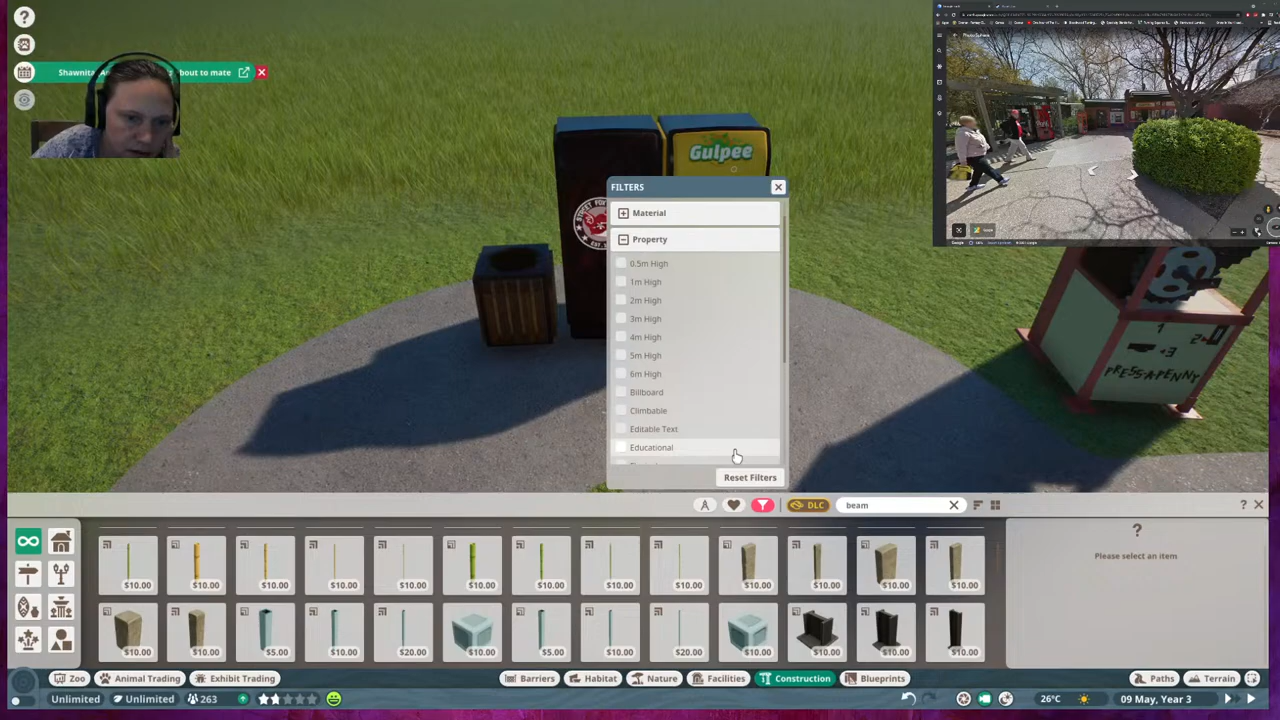 ?
Shawnita
bout to mate
Gulpee
FILTERS
Material
Property
0.5m High
1m High
2m High
3m High
4m High
5m High
6m High
Billboard
Climbable
Editable Text
Educational
Reset Filters
1
+3
2
PRESS-A-PENNY
DLC
beam
?
$10.00 $10.00 $10.00 $10.00 $10.00 $10.00 $10.00 $10.00 $10.00 $10.00 $10.00 $10.00 $10.00
$10.00 $10.00 $5.00 $10.00 $20.00 $10.00 $5.00 $10.00 $20.00 $10.00 $10.00 $10.00 $10.00
?
Please select an item
Zoo Animal Trading Exhibit Trading Barriers Habitat Nature Facilities Construction Blueprints Paths Terrain
Unlimited Unlimited 263 26°C 09 May, Year 3